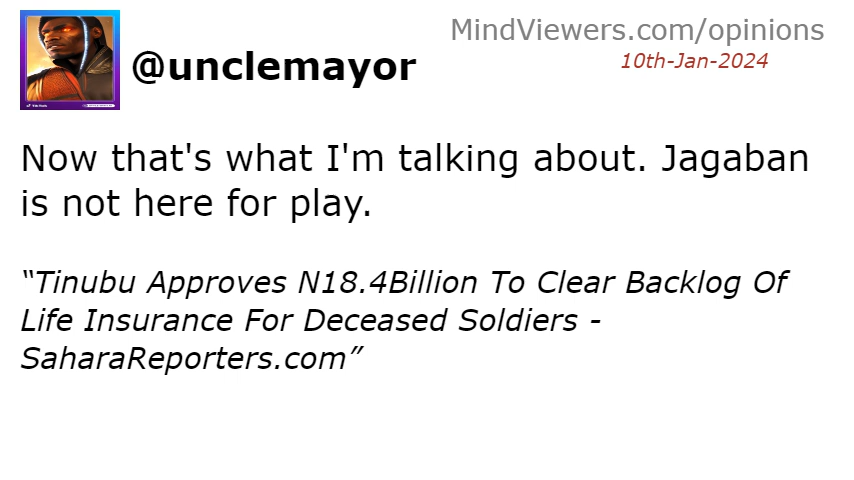 MindViewers.com/opinions
10th-Jan-2024
@unclemayor
Now that's what I'm talking about. Jagaban
is not here for play.
“Tinubu Approves N18.4Billion To Clear Backlog Of
Life Insurance For Deceased Soldiers -
SaharaReporters.com”